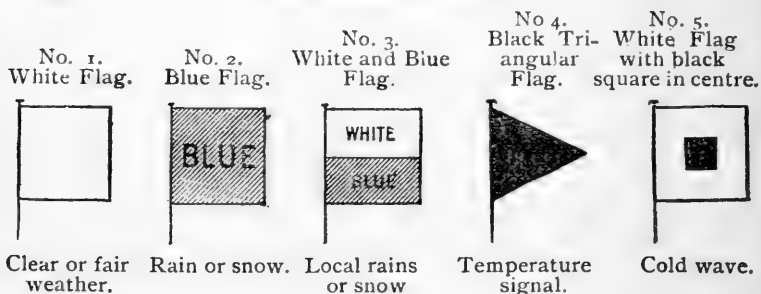 No. 1.
White Flag.
No. 2.
Blue Flag.
No. 3.
White and Blue
Flag.
No 4.
Black Tri-
angular
Flag.
No. 5.
White Flag
with black
square in centre.
BLUE
WHITE
BLUE
Clear or fair
weather.
Rain or snow.
Local rains
or snow
Temperature
signal.
Cold wave.